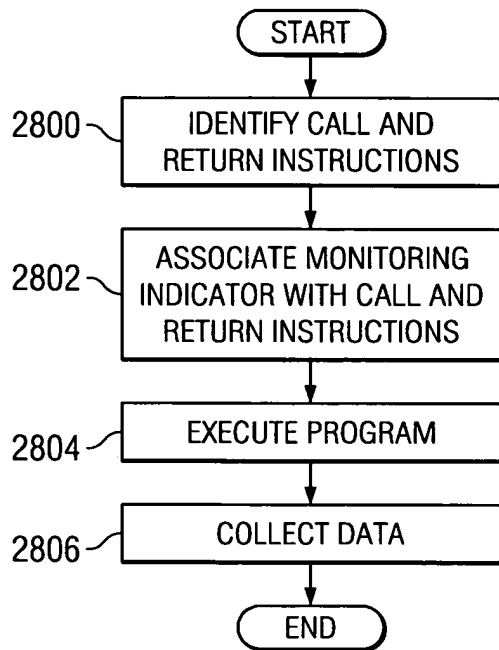 START
2800
IDENTIFY CALL AND
RETURN INSTRUCTIONS
2802
ASSOCIATE MONITORING
INDICATOR WITH CALL AND
RETURN INSTRUCTIONS
2804
EXECUTE PROGRAM
2806
COLLECT DATA
END